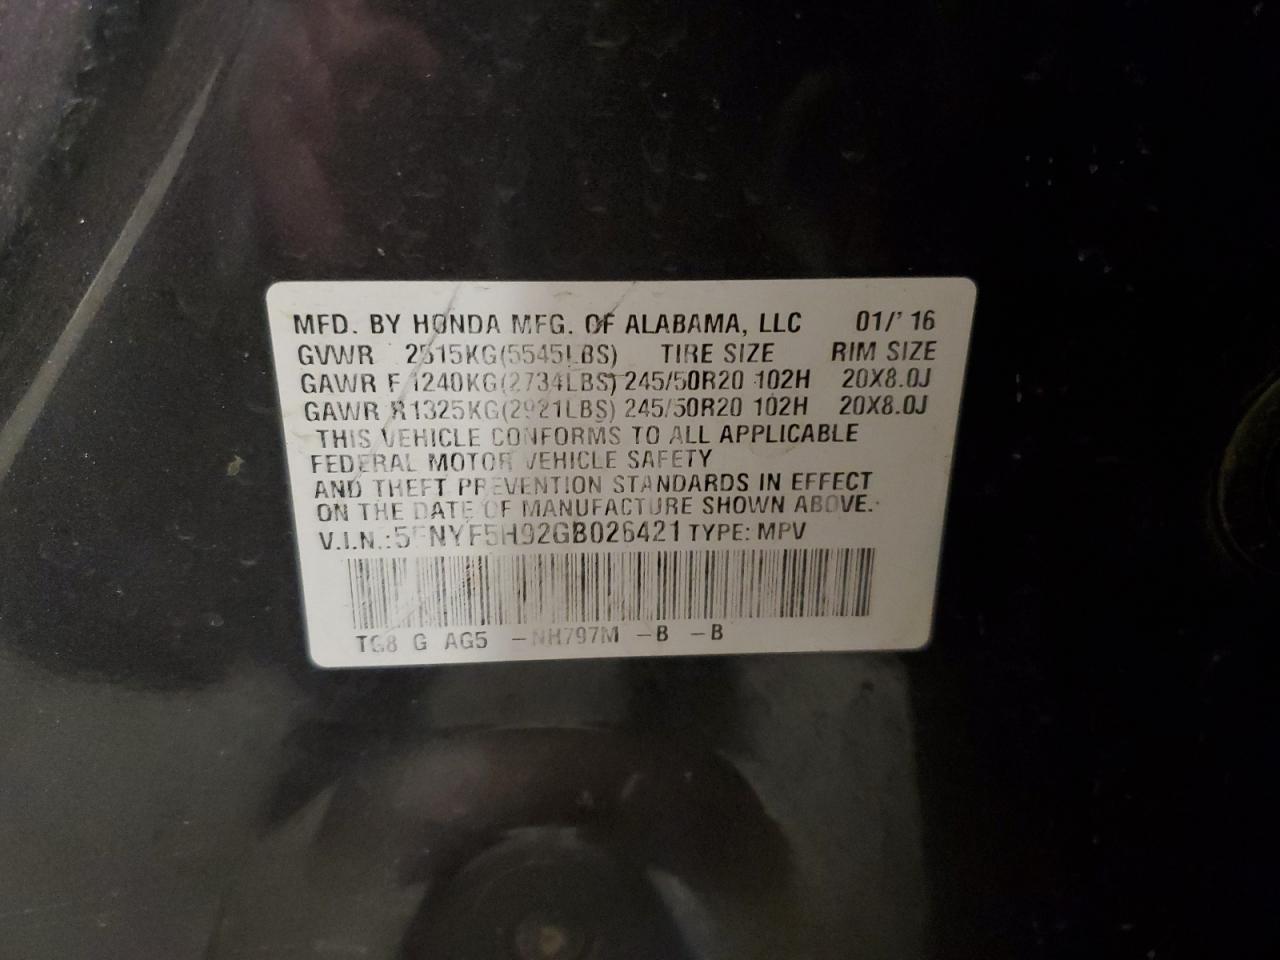 MFD. BY HONDA MFG. OF ALABAMA, LLC 01/'16
GVWR 2515KG(5545LBS) TIRE SIZE RIM SIZE
GAWR F 1240KG(2734LBS) 245/50R20 102H 20X8.0J
GAWR R 1325KG(2921LBS) 245/50R20 102H 20X8.0J
THIS VEHICLE CONFORMS TO ALL APPLICABLE
FEDERAL MOTOR VEHICLE SAFETY
AND THEFT PREVENTION STANDARDS IN EFFECT
ON THE DATE OF MANUFACTURE SHOWN ABOVE.
V.I.N.:5FNYF5H92GB026421 TYPE: MPV
TG8 G AG5 -NH797M -B -B